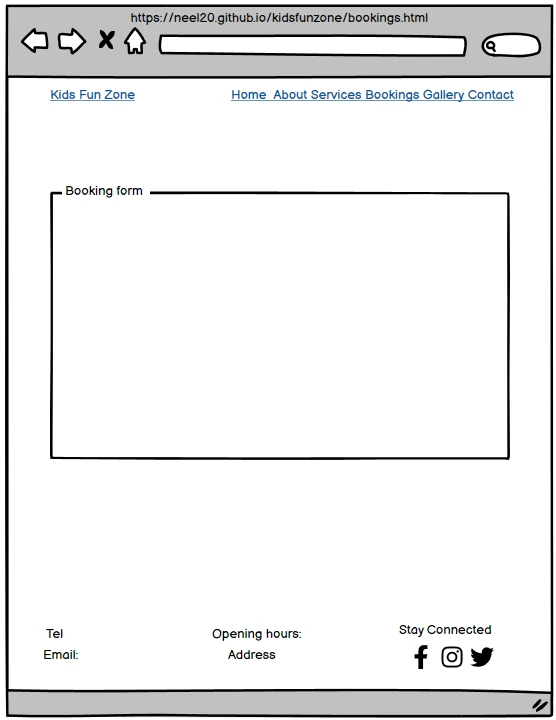 https://neel20.github.io/kidsfunzone/bookings.html
Kids Fun Zone
Home About Services Bookings Gallery Contact
Booking form
Tel
Opening hours:
Stay Connected
Email:
Address